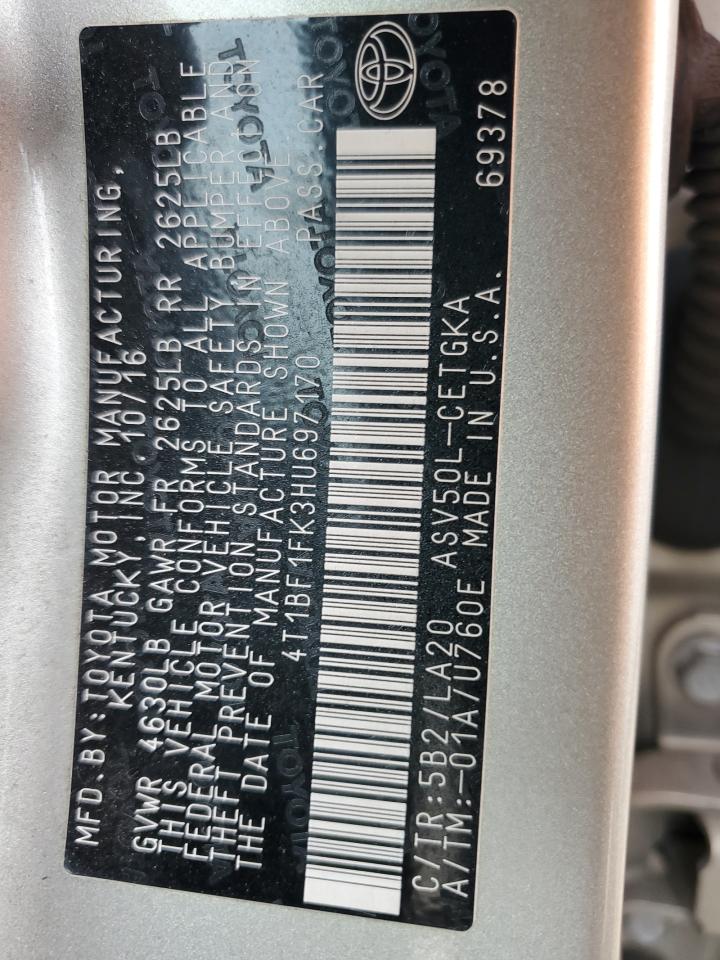 MFD.BY:TOYOTA MOTOR MANUFACTURING,
KENTUCKY,INC. 10/16
GVWR 4630LB GAWR FR 2625LB RR 2625LB
THIS VEHICLE CONFORMS TO ALL APPLICABLE
FEDERAL MOTOR VEHICLE SAFETY BUMPER AND
THEFT PREVENTION STANDARDS IN EFFECT ON
THE DATE OF MANUFACTURE SHOWN ABOVE
4T1BF1FK3HU697170 PASS.CAR
C/TR:5B2/LA20 ASV50L-CETGKA
A/TM:-01A/U760E MADE IN U.S.A.
69378